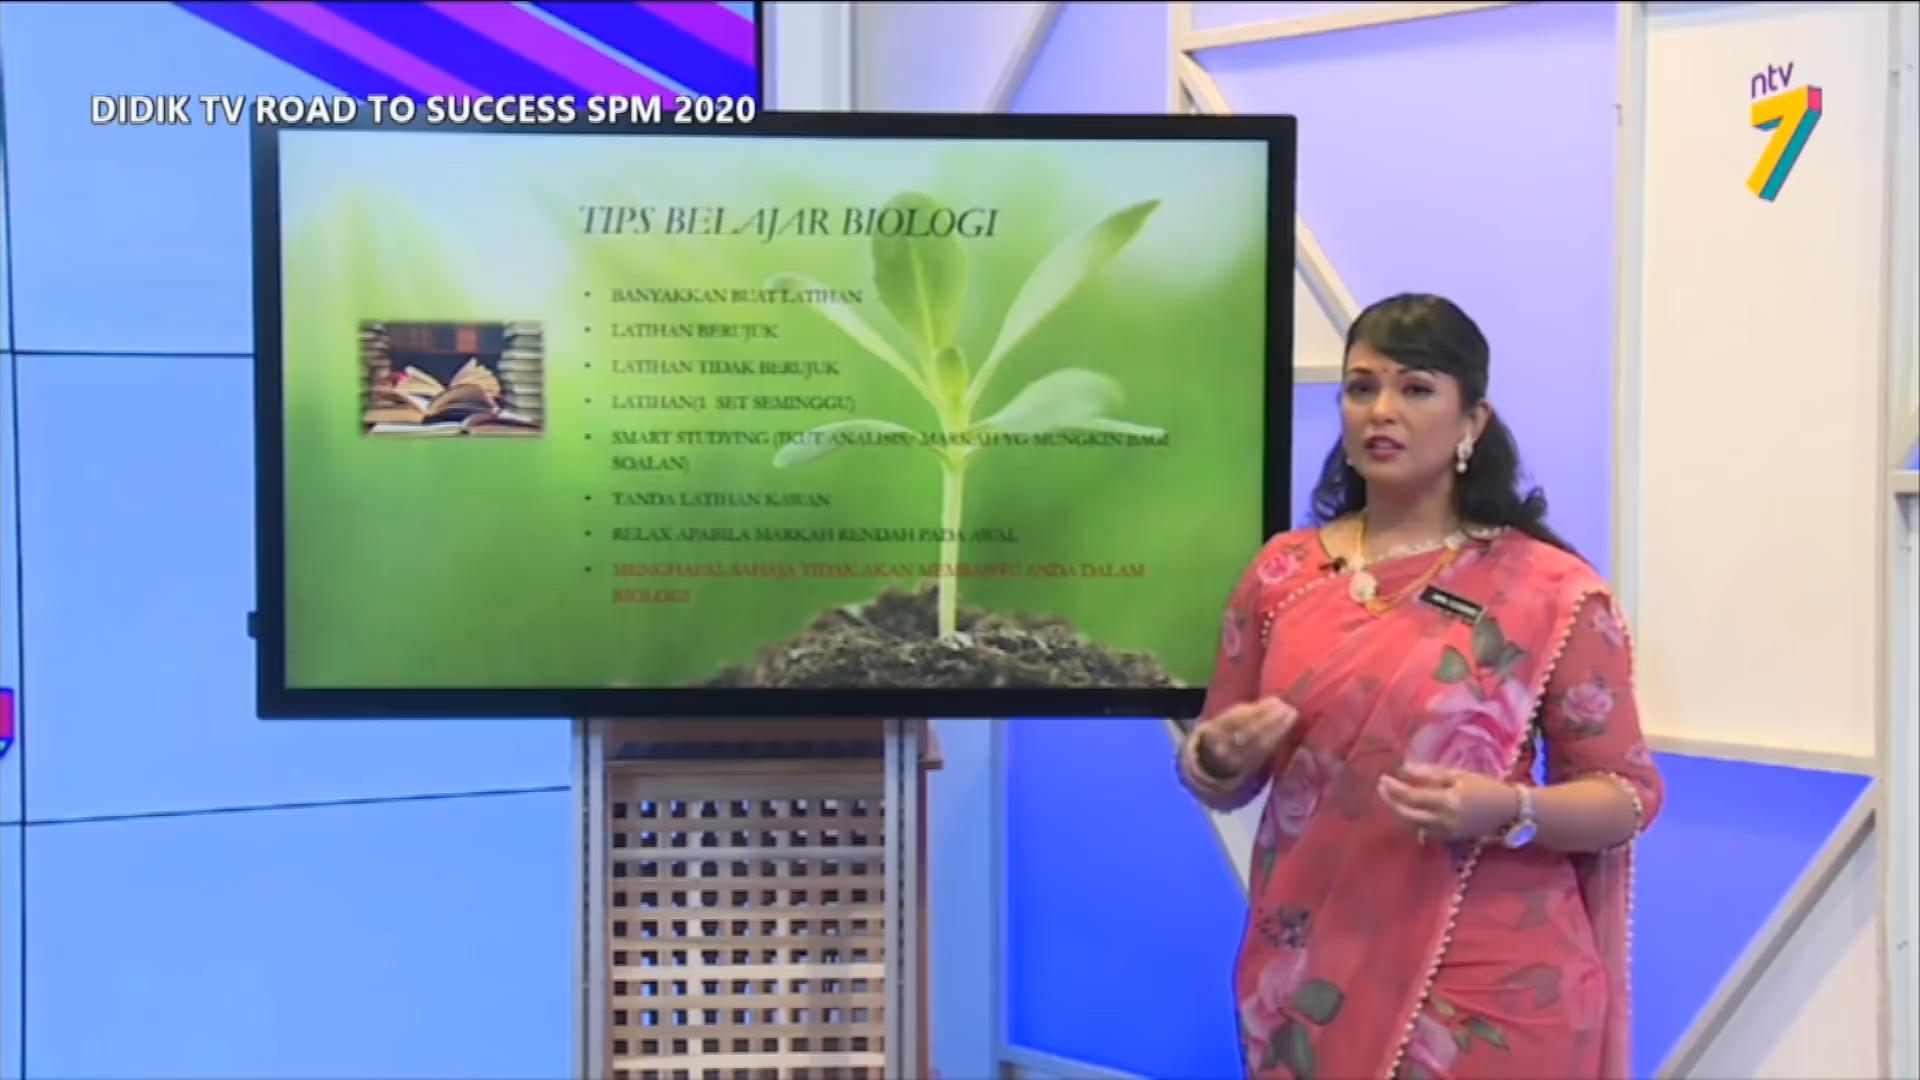 DIDIK TV ROAD TO SUCCESS SPM 2020
ntv
7
TIPS BELAJAR BIOLOGI
• BANYAKKAN BUAT LATIHAN
• LATIHAN BERUJUK
• LATIHAN TIDAK BERUJUK
• LATIHAN(1 SET SEMINGGU)
• SMART STUDYING (IKUT ANALISIS/ MARKAH YG MUNGKIN BAGI
SOALAN)
• TANDA LATIHAN KAWAN
• RELAX APABILA MARKAH RENDAH PADA AWAL
• MENGHAFAL SAHAJA TIDAK AKAN MEMBANTU ANDA DALAM
BIOLOGI